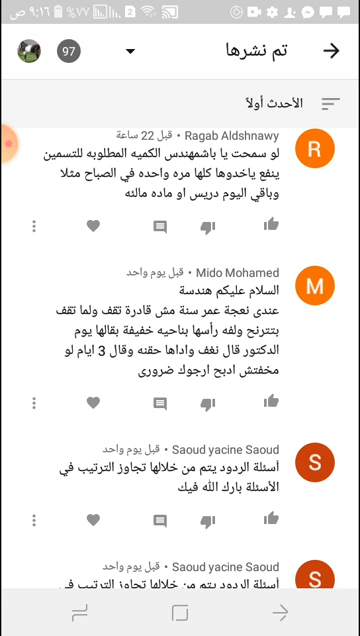 ٩:١٦ ص
٧٧%
تم نشرها
97
الأحدث أولاً
Ragab Aldshnawy • قبل 22 ساعة
R
لو سمحت يا باشمهندس الكميه المطلوبه للتسمين
ينفع ياخدوها كلها مره واحده في الصباح مثلا
وباقي اليوم دريس او ماده مالئه
Mido Mohamed • قبل يوم واحد
M
السلام عليكم هندسة
عندى نعجة عمر سنة مش قادرة تقف ولما تقف
بتترنح ولفه رأسها بناحيه خفيفة بقالها يوم
الدكتور قال نغف واداها حقنه وقال 3 ايام لو
مخفتش ادبح ارجوك ضرورى
Saoud yacine Saoud • قبل يوم واحد
S
أسئلة الردود يتم من خلالها تجاوز الترتيب في
الأسئلة بارك الله فيك
Saoud yacine Saoud • قبل يوم واحد
S
أسئلة الردود يتم من خلالها تجاوز الترتيب في